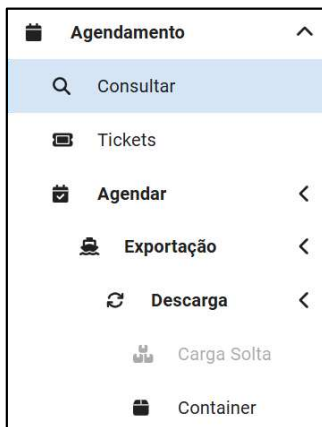 Agendamento
Consultar
Tickets
Agendar
Exportação
Descarga
Carga Solta
Container